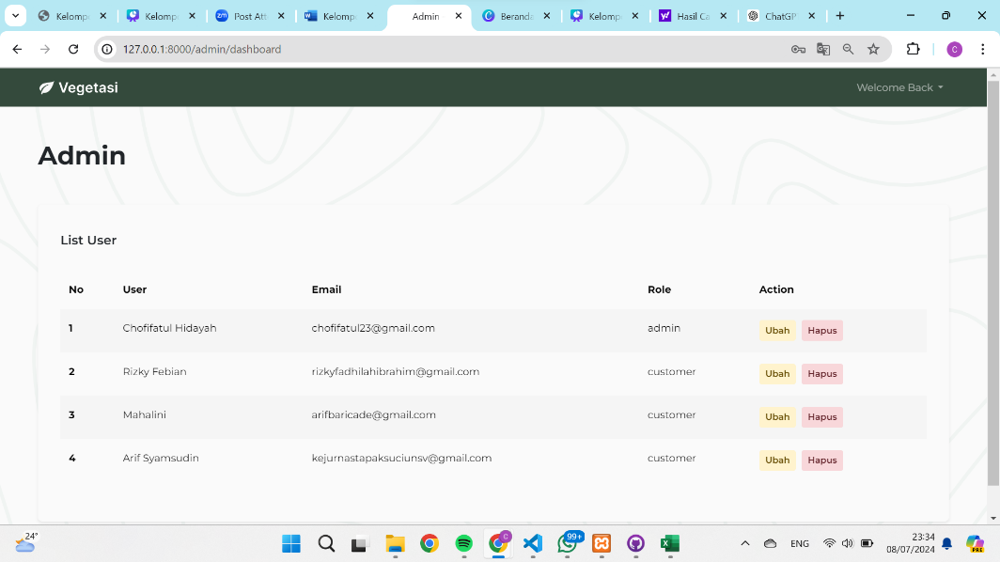 Kelomp
Kelomp
Post Att
Kelomp
Admin
Beranda
Kelomp
Hasil Ca
ChatGP
127.0.0.1:8000/admin/dashboard
C
Vegetasi
Welcome Back
Admin
List User
No User Email Role Action
1 Chofifatul Hidayah chofifatul23@gmail.com admin Ubah Hapus
2 Rizky Febian rizkyfadhilahibrahim@gmail.com customer Ubah Hapus
3 Mahalini arifbaricade@gmail.com customer Ubah Hapus
4 Arif Syamsudin kejurnastapaksuciunsv@gmail.com customer Ubah Hapus
24°
C
99+
ENG
23:34
08/07/2024
PRE